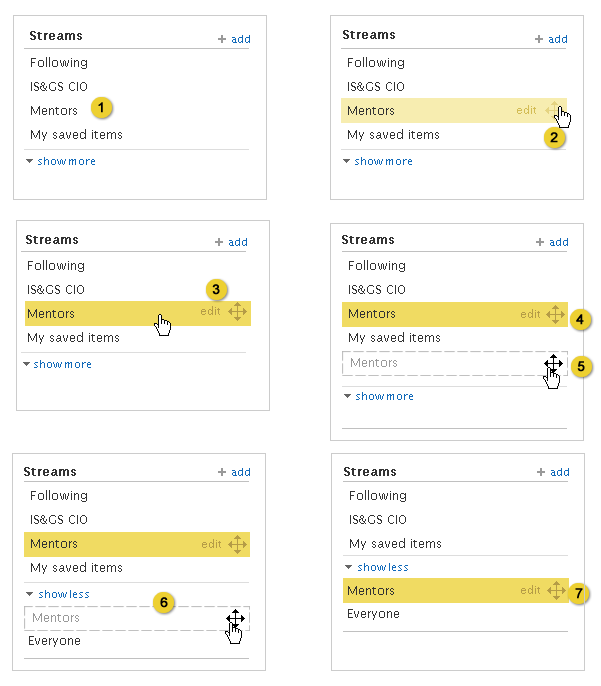 Streams + add
Following
IS&GS CIO
Mentors 1
My saved items
show more
Streams + add
Following
IS&GS CIO
Mentors edit
2
My saved items
show more
Streams + add
Following
IS&GS CIO 3
Mentors edit
My saved items
show more
Streams + add
Following
IS&GS CIO
Mentors edit 4
My saved items
Mentors 5
show more
Streams + add
Following
IS&GS CIO
Mentors edit
My saved items
show less
6
Mentors
Everyone
Streams + add
Following
IS&GS CIO
My saved items
show less
Mentors edit 7
Everyone